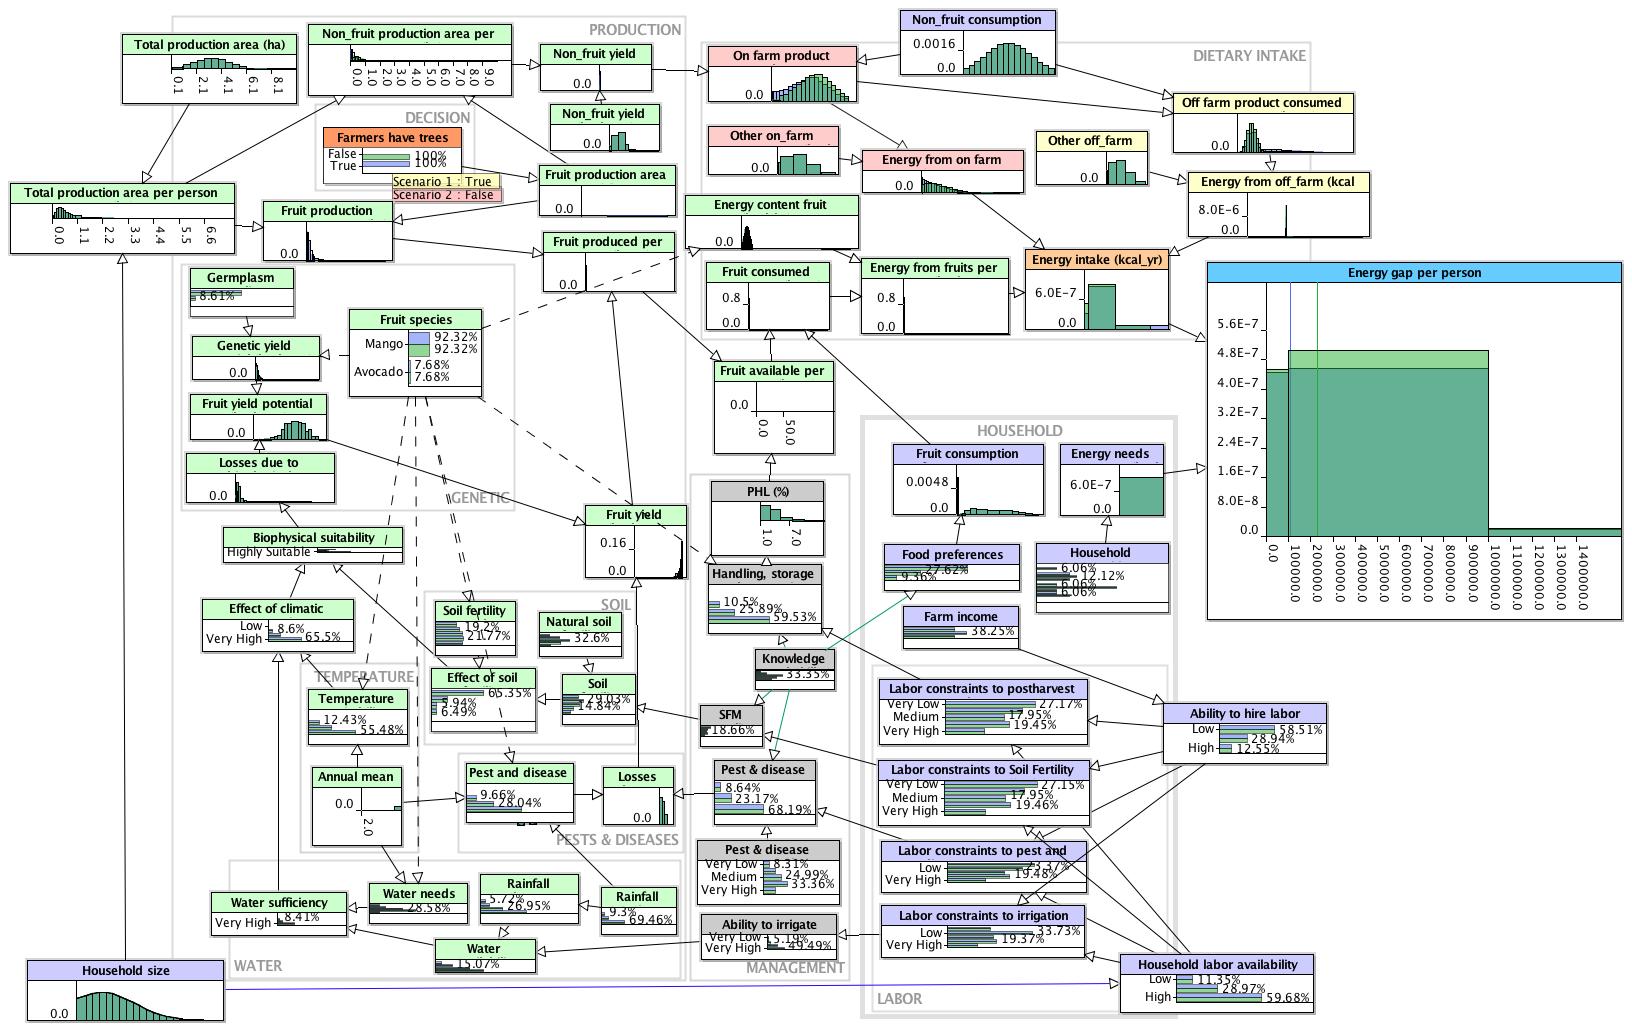 PRODUCTION
Total production area (ha)
0.1
2.1
4.1
6.1
8.1
Non_fruit production area per
0.0
1.0
2.0
3.0
4.0
5.0
6.0
7.0
8.0
9.0
Non_fruit yield
0.0
Non_fruit yield
0.0
DECISION
Farmers have trees
False 100%
True 100%
Scenario 1 : True
Scenario 2 : False
Fruit production area
0.0
Total production area per person
0.0
1.1
2.2
3.3
4.4
5.5
6.6
Fruit production
0.0
Fruit produced per
0.0
DIETARY INTAKE
Non_fruit consumption
0.0016
0.0
On farm product
0.0
Off farm product consumed
0.0
Other on_farm
0.0
Energy from on farm
0.0
Other off_farm
0.0
Energy from off_farm (kcal
8.0E-6
0.0
Energy content fruit
0.0
Fruit consumed
0.8
0.0
Energy from fruits per
0.8
0.0
Energy intake (kcal_yr)
6.0E-7
0.0
Energy gap per person
5.6E-7
4.8E-7
4.0E-7
3.2E-7
2.4E-7
1.6E-7
8.0E-8
0.0
0.0
1000000.0
2000000.0
3000000.0
4000000.0
5000000.0
6000000.0
7000000.0
8000000.0
9000000.0
10000000.0
11000000.0
12000000.0
13000000.0
14000000.0
Germplasm
8.61%
Genetic yield
0.0
Fruit species
Mango 92.32%
92.32%
Avocado 7.68%
7.68%
Fruit yield potential
0.0
Losses due to
0.0
GENETIC
Biophysical suitability
Highly Suitable
Fruit yield
0.16
0.0
Fruit available per
0.0
0.0
50.0
PHL (%)
1.0
7.0
Handling, storage
10.5%
25.89%
59.53%
Knowledge
33.35%
SFM
18.66%
Pest & disease
8.64%
23.17%
68.19%
Pest & disease
Very Low 8.31%
Medium 24.99%
Very High 33.36%
Ability to irrigate
Very Low 5.19%
Very High 49.49%
MANAGEMENT
HOUSEHOLD
Fruit consumption
0.0048
0.0
Energy needs
6.0E-7
0.0
Food preferences
27.62%
9.36%
Household
6.06%
12.12%
6.06%
6.06%
Farm income
38.25%
Labor constraints to postharvest
Very Low 27.17%
Medium 17.95%
Very High 19.45%
Ability to hire labor
Low 58.51%
28.94%
High 12.55%
Labor constraints to Soil Fertility
Very Low 27.15%
Medium 17.95%
Very High 19.46%
Labor constraints to pest and
Low 23.37%
Very High 19.48%
Labor constraints to irrigation
Low 33.73%
Very High 19.37%
LABOR
Household labor availability
Low 11.35%
28.97%
High 59.68%
Effect of climatic
Low 8.6%
Very High 65.5%
SOIL
Soil fertility
19.2%
21.77%
Natural soil
32.6%
Effect of soil
65.35%
5.94%
6.49%
Soil
29.03%
14.84%
TEMPERATURE
Temperature
12.43%
55.48%
Annual mean
0.0
2.0
Pest and disease
9.66%
28.04%
Losses
0.0
PESTS & DISEASES
Water sufficiency
Very High 8.41%
Water needs
28.58%
Rainfall
5.72%
26.95%
Rainfall
9.3%
69.46%
Water
15.07%
WATER
Household size
0.0